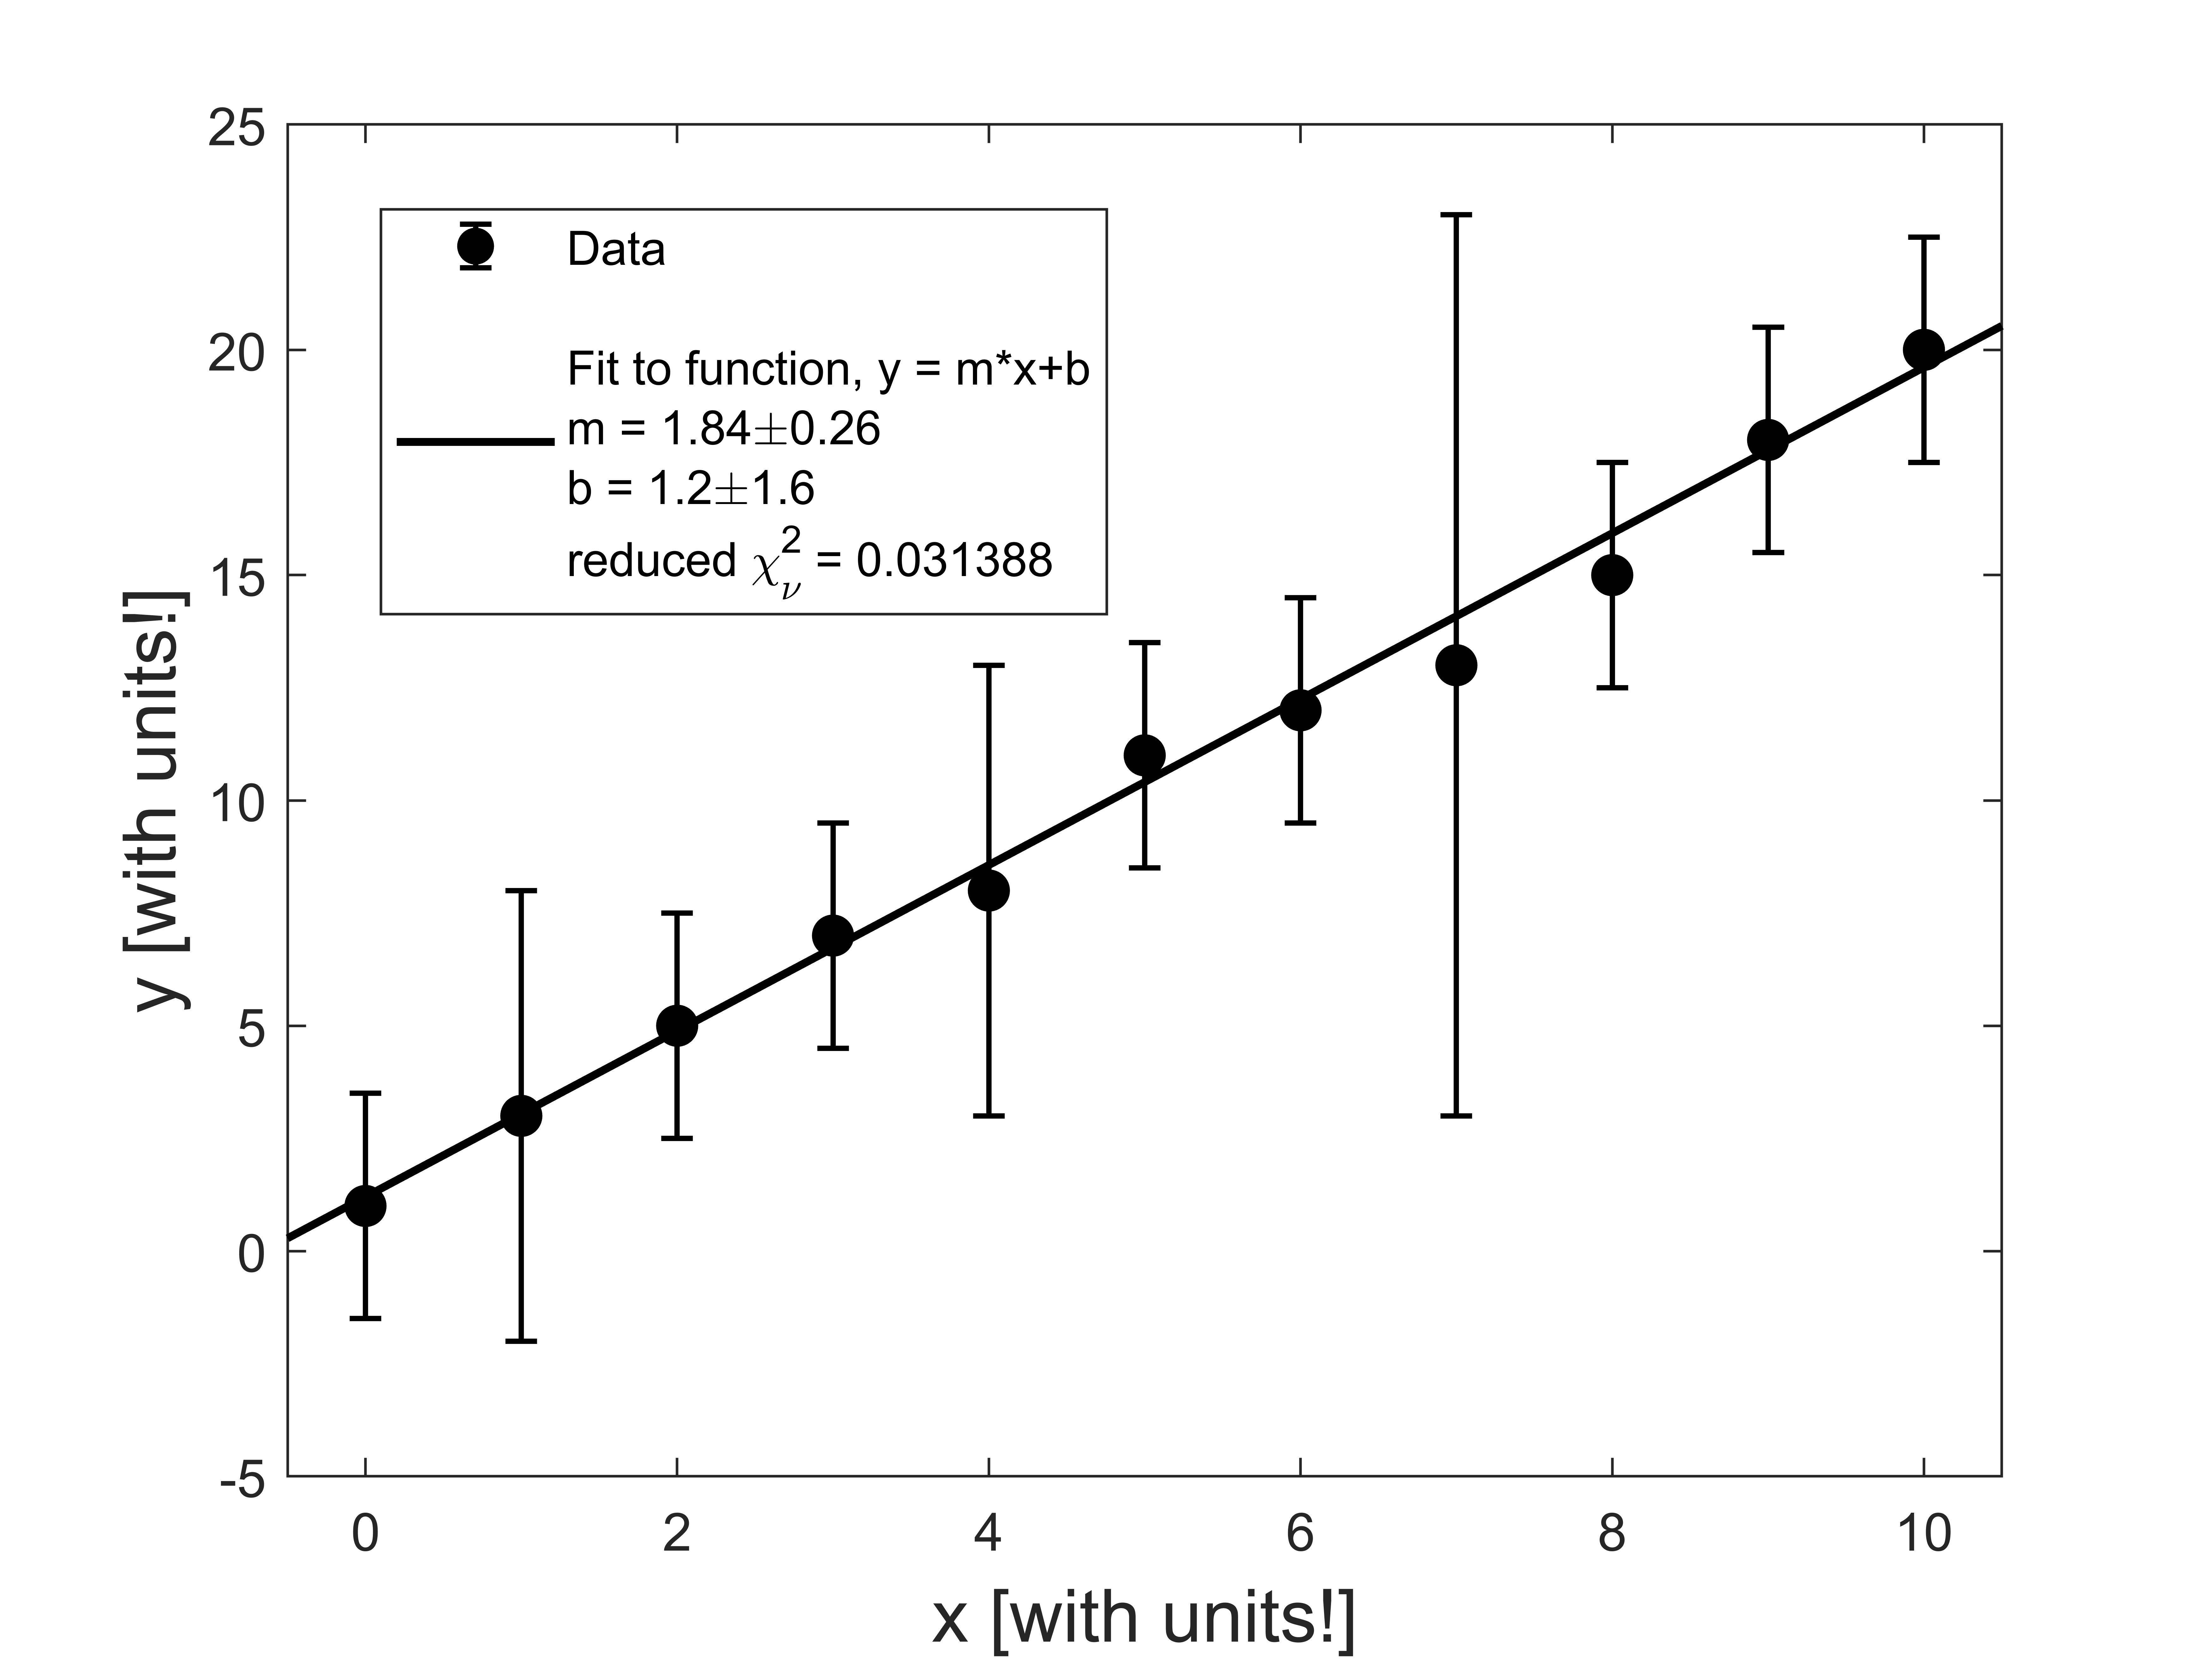 25
20
15
10
5
0
-5
y [with units!]
Data
Fit to function, y = m*x+b
m = 1.84±0.26
b = 1.2±1.6
reduced χ²ᵥ = 0.031388
0 2 4 6 8 10
x [with units!]